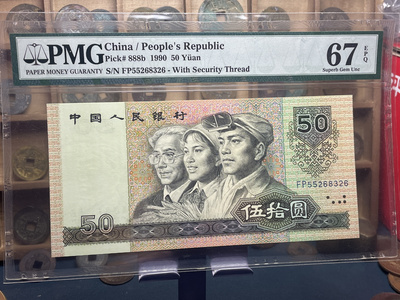 PMG
PAPER MONEY GUARANTY
China / People's Republic
Pick# 888b 1990 50 Yüan
S/N FP55268326 - With Security Thread
67 EPQ
Superb Gem Unc
中国人民银行
50
FP55268326
50
伍拾圆